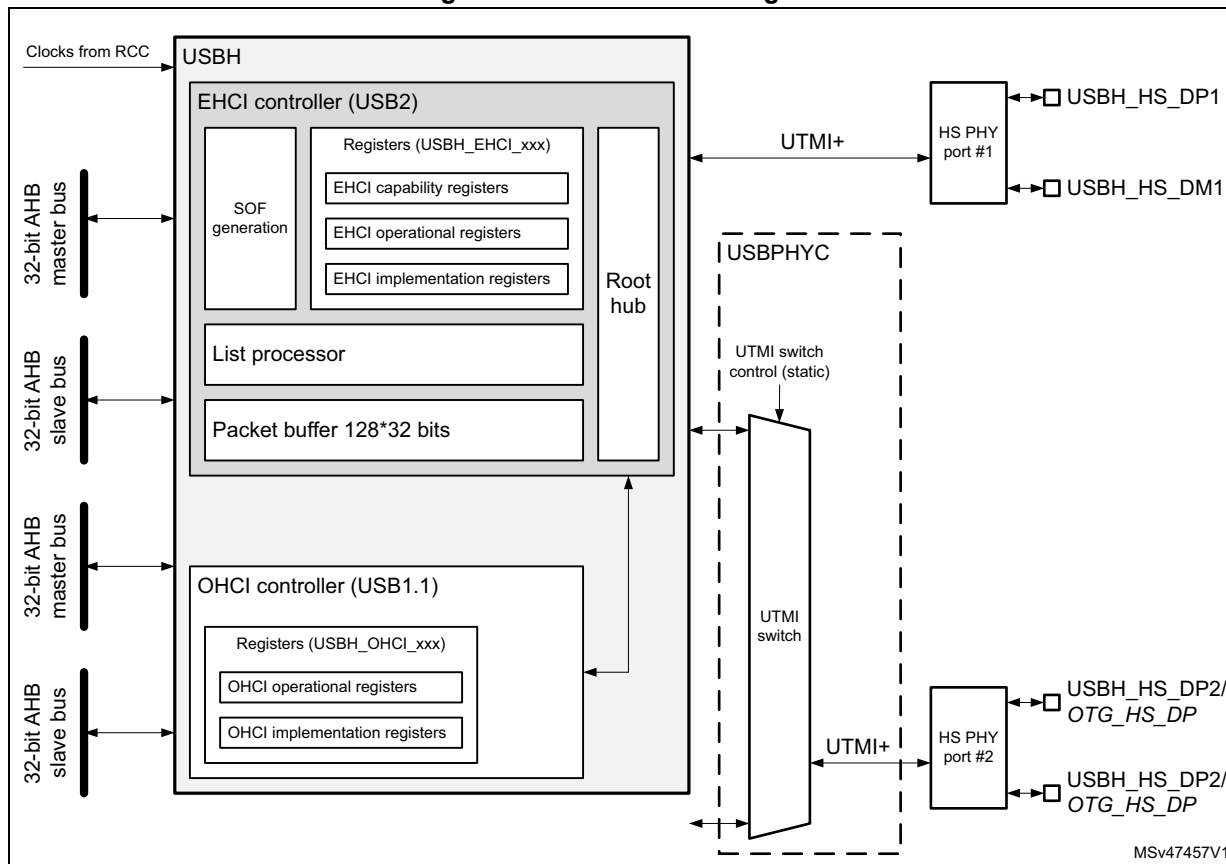 Clocks from RCC
USBH
EHCI controller (USB2)
SOF
generation
Registers (USBH_EHCI_xxx)
EHCI capability registers
EHCI operational registers
EHCI implementation registers
Root
hub
List processor
Packet buffer 128*32 bits
OHCI controller (USB1.1)
Registers (USBH_OHCI_xxx)
OHCI operational registers
OHCI implementation registers
32-bit AHB
master bus
32-bit AHB
slave bus
32-bit AHB
master bus
32-bit AHB
slave bus
UTMI+
HS PHY
port #1
USBH_HS_DP1
USBH_HS_DM1
USBPHYC
UTMI switch
control (static)
UTMI
switch
UTMI+
HS PHY
port #2
USBH_HS_DP2/
OTG_HS_DP
USBH_HS_DP2/
OTG_HS_DP
MSv47457V1